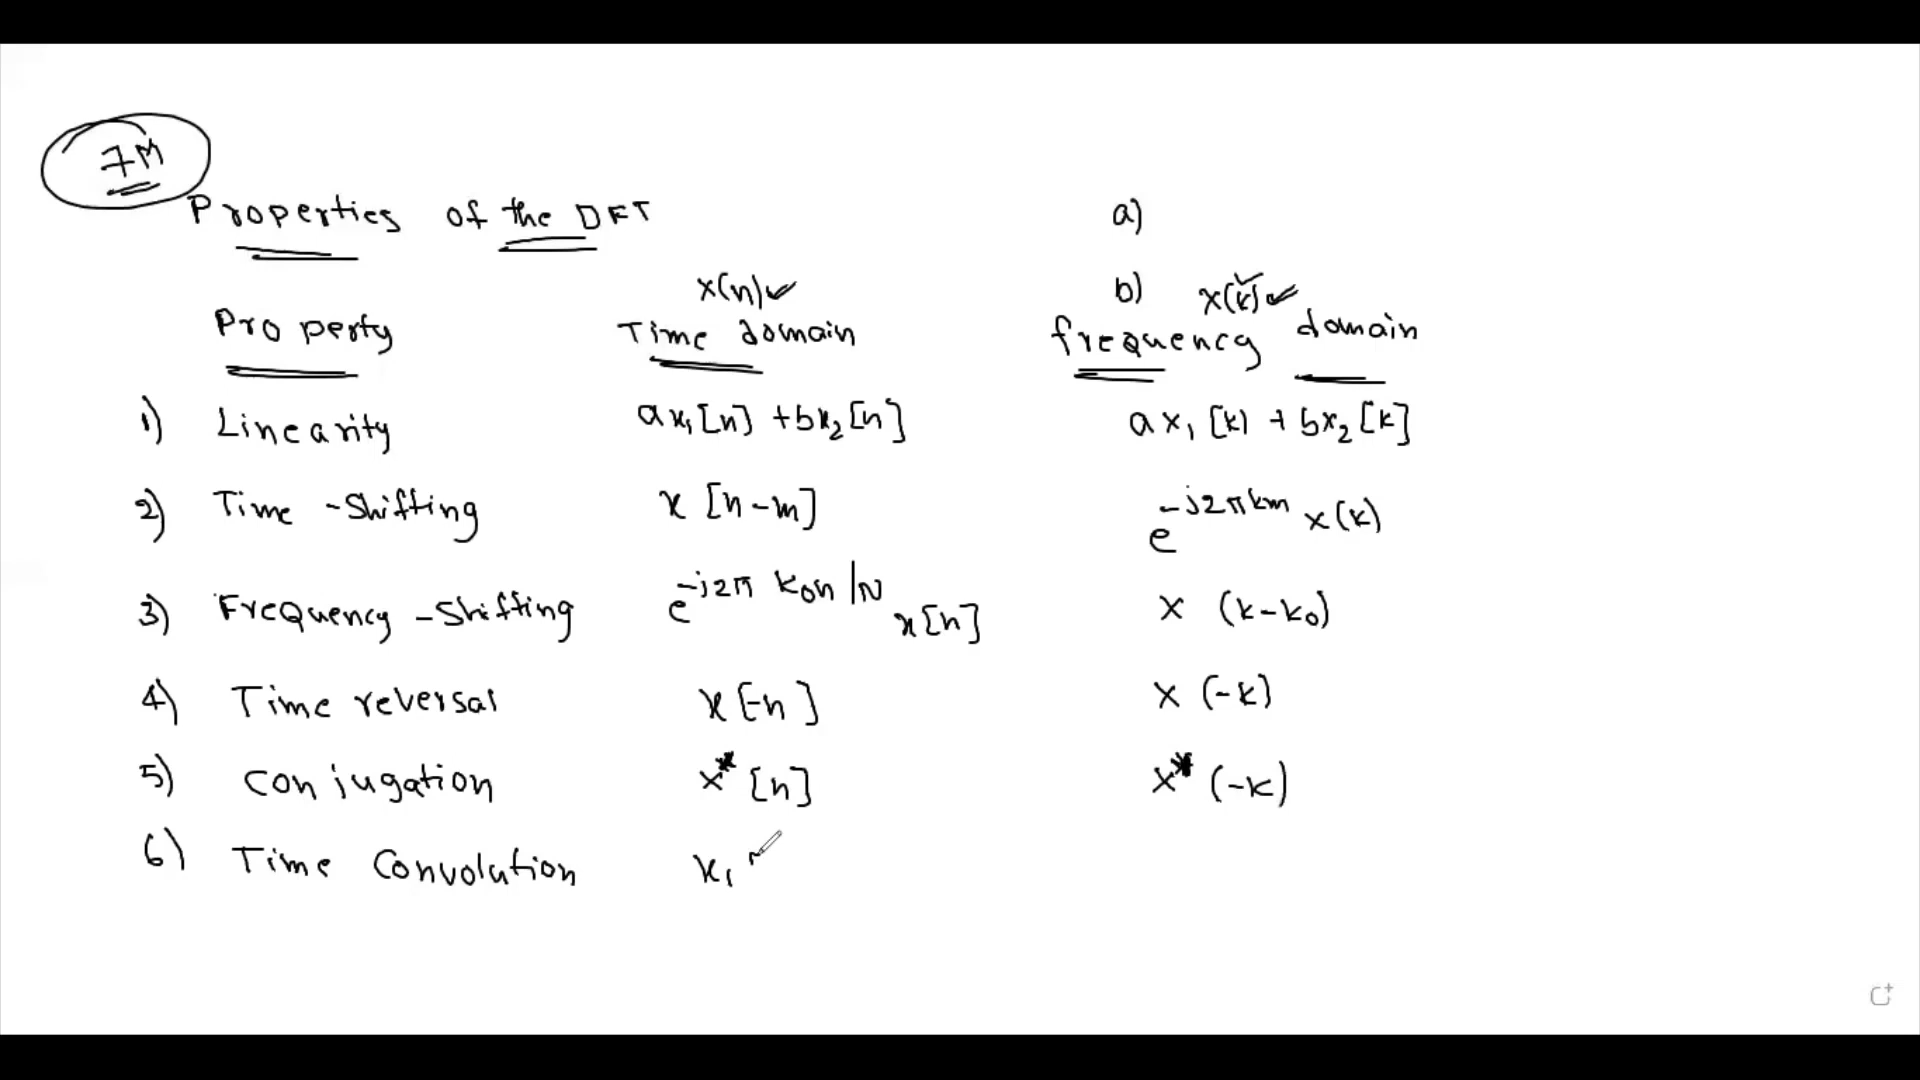 7M
Properties of the DFT
a)
x(n)✓
b) X(k)✓
Property Time domain frequency domain
1) Linearity ax₁[n] + bx₂[n] ax₁[k) + bx₂[k]
2) Time - Shifting x [n-m] e^-j2πkm x(k)
3) FreQuency - Shifting e^-j2π k₀n |N x[n] x (k-k₀)
4) Time reversal x[-n] x (-k)
5) Conjugation x* [n] x* (-k)
6) Time Convolution x₁